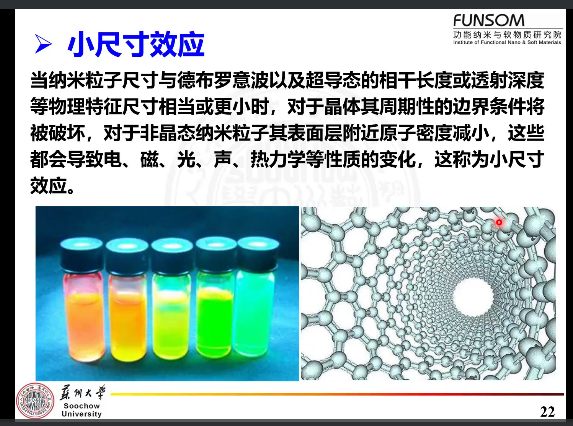 FUNSOM
功能纳米与软物质研究院
Institute of Functional Nano & Soft Materials
小尺寸效应
当纳米粒子尺寸与德布罗意波以及超导态的相干长度或透射深度
等物理特征尺寸相当或更小时，对于晶体其周期性的边界条件将
被破坏，对于非晶态纳米粒子其表面层附近原子密度减小，这些
都会导致电、磁、光、声、热力学等性质的变化，这称为小尺寸
效应。
苏州大学
Soochow
University
22